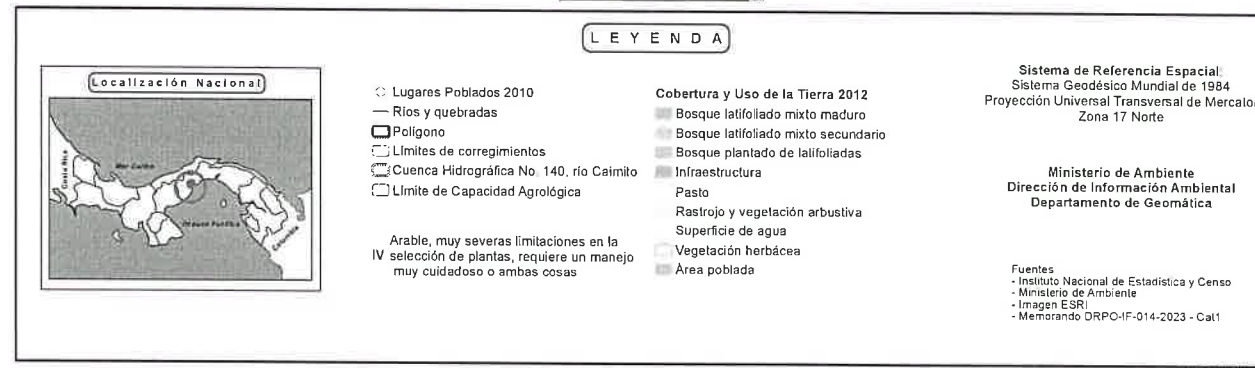 LEYENDA
Localización Nacional
Costa Rica
Mar Caribe
Océano Pacífico
Colombia
Lugares Poblados 2010
Ríos y quebradas
Polígono
Límites de corregimientos
Cuenca Hidrográfica No. 140, río Caimito
Límite de Capacidad Agrológica
Arable, muy severas limitaciones en la
IV selección de plantas, requiere un manejo
muy cuidadoso o ambas cosas
Cobertura y Uso de la Tierra 2012
Bosque latifoliado mixto maduro
Bosque latifoliado mixto secundario
Bosque plantado de latifoliadas
Infraestructura
Pasto
Rastrojo y vegetación arbustiva
Superficie de agua
Vegetación herbácea
Área poblada
Sistema de Referencia Espacial:
Sistema Geodésico Mundial de 1984
Proyección Universal Transversal de Mercator
Zona 17 Norte
Ministerio de Ambiente
Dirección de Información Ambiental
Departamento de Geomática
Fuentes
- Instituto Nacional de Estadística y Censo
- Ministerio de Ambiente
- Imagen ESRI
- Memorando DRPO-IF-014-2023 - Cat1